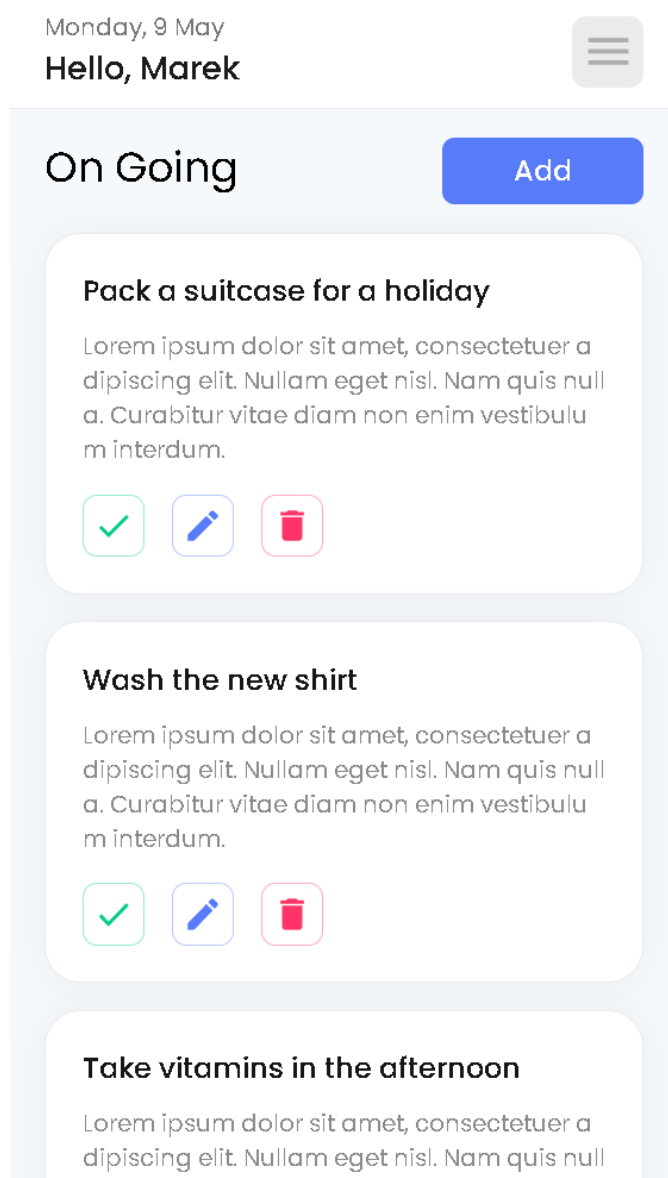 Monday, 9 May
Hello, Marek
On Going
Add
Pack a suitcase for a holiday
Lorem ipsum dolor sit amet, consectetuer a
dipiscing elit. Nullam eget nisl. Nam quis null
a. Curabitur vitae diam non enim vestibulu
m interdum.
Wash the new shirt
Lorem ipsum dolor sit amet, consectetuer a
dipiscing elit. Nullam eget nisl. Nam quis null
a. Curabitur vitae diam non enim vestibulu
m interdum.
Take vitamins in the afternoon
Lorem ipsum dolor sit amet, consectetuer a
dipiscing elit. Nullam eget nisl. Nam quis null